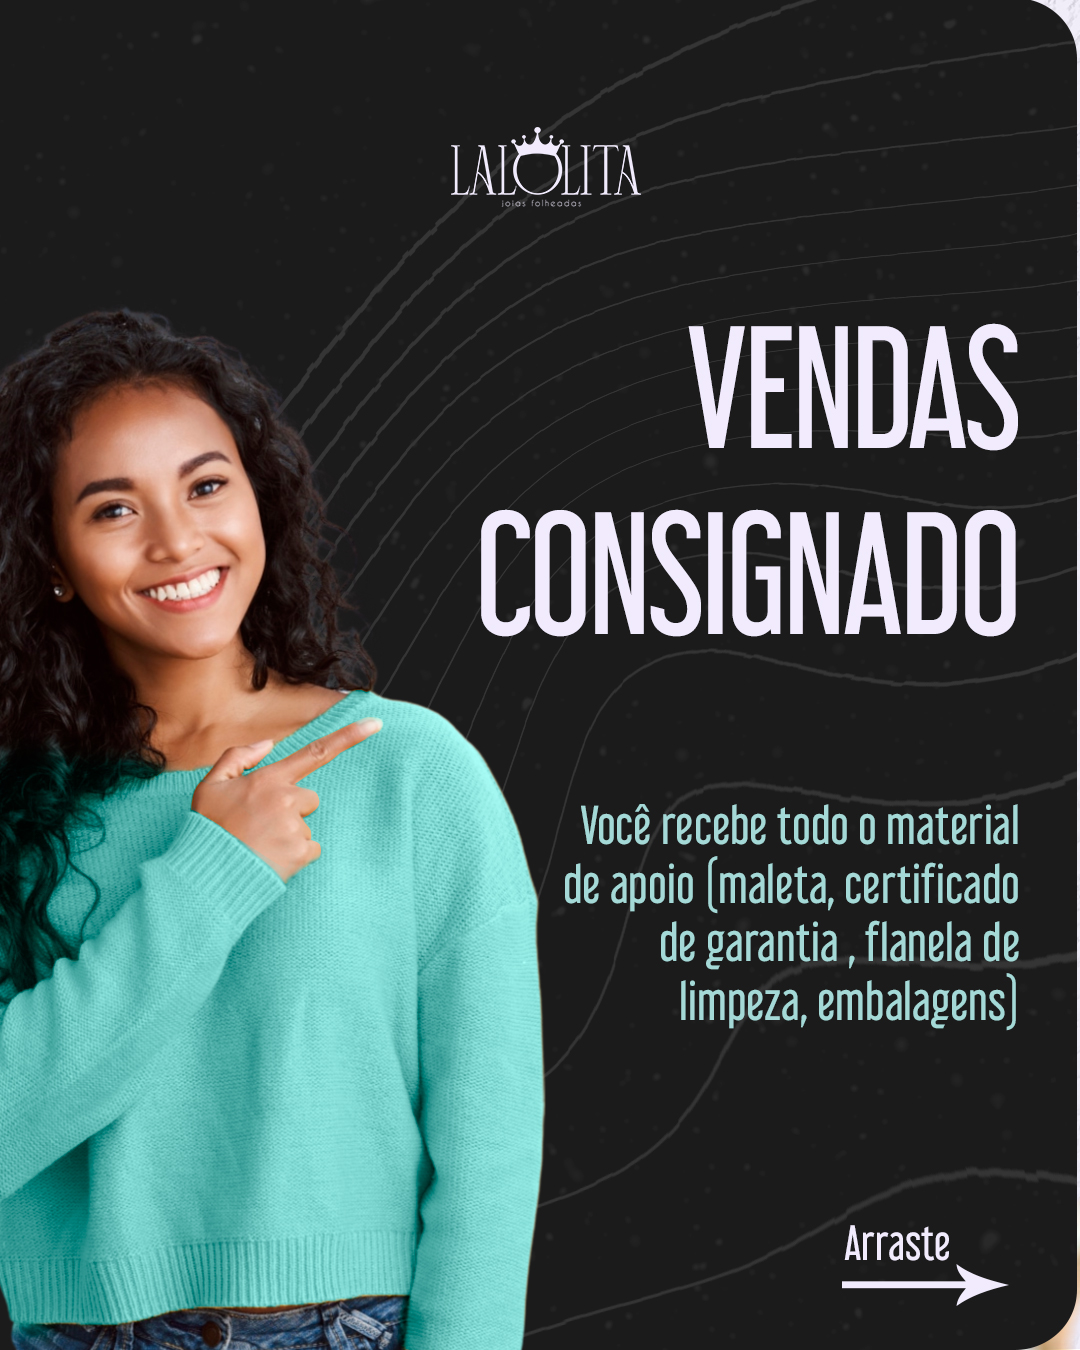 LALOLITA
joias folheadas
VENDAS
CONSIGNADO
Você recebe todo o material
de apoio (maleta, certificado
de garantia , flanela de
limpeza, embalagens)
Arraste